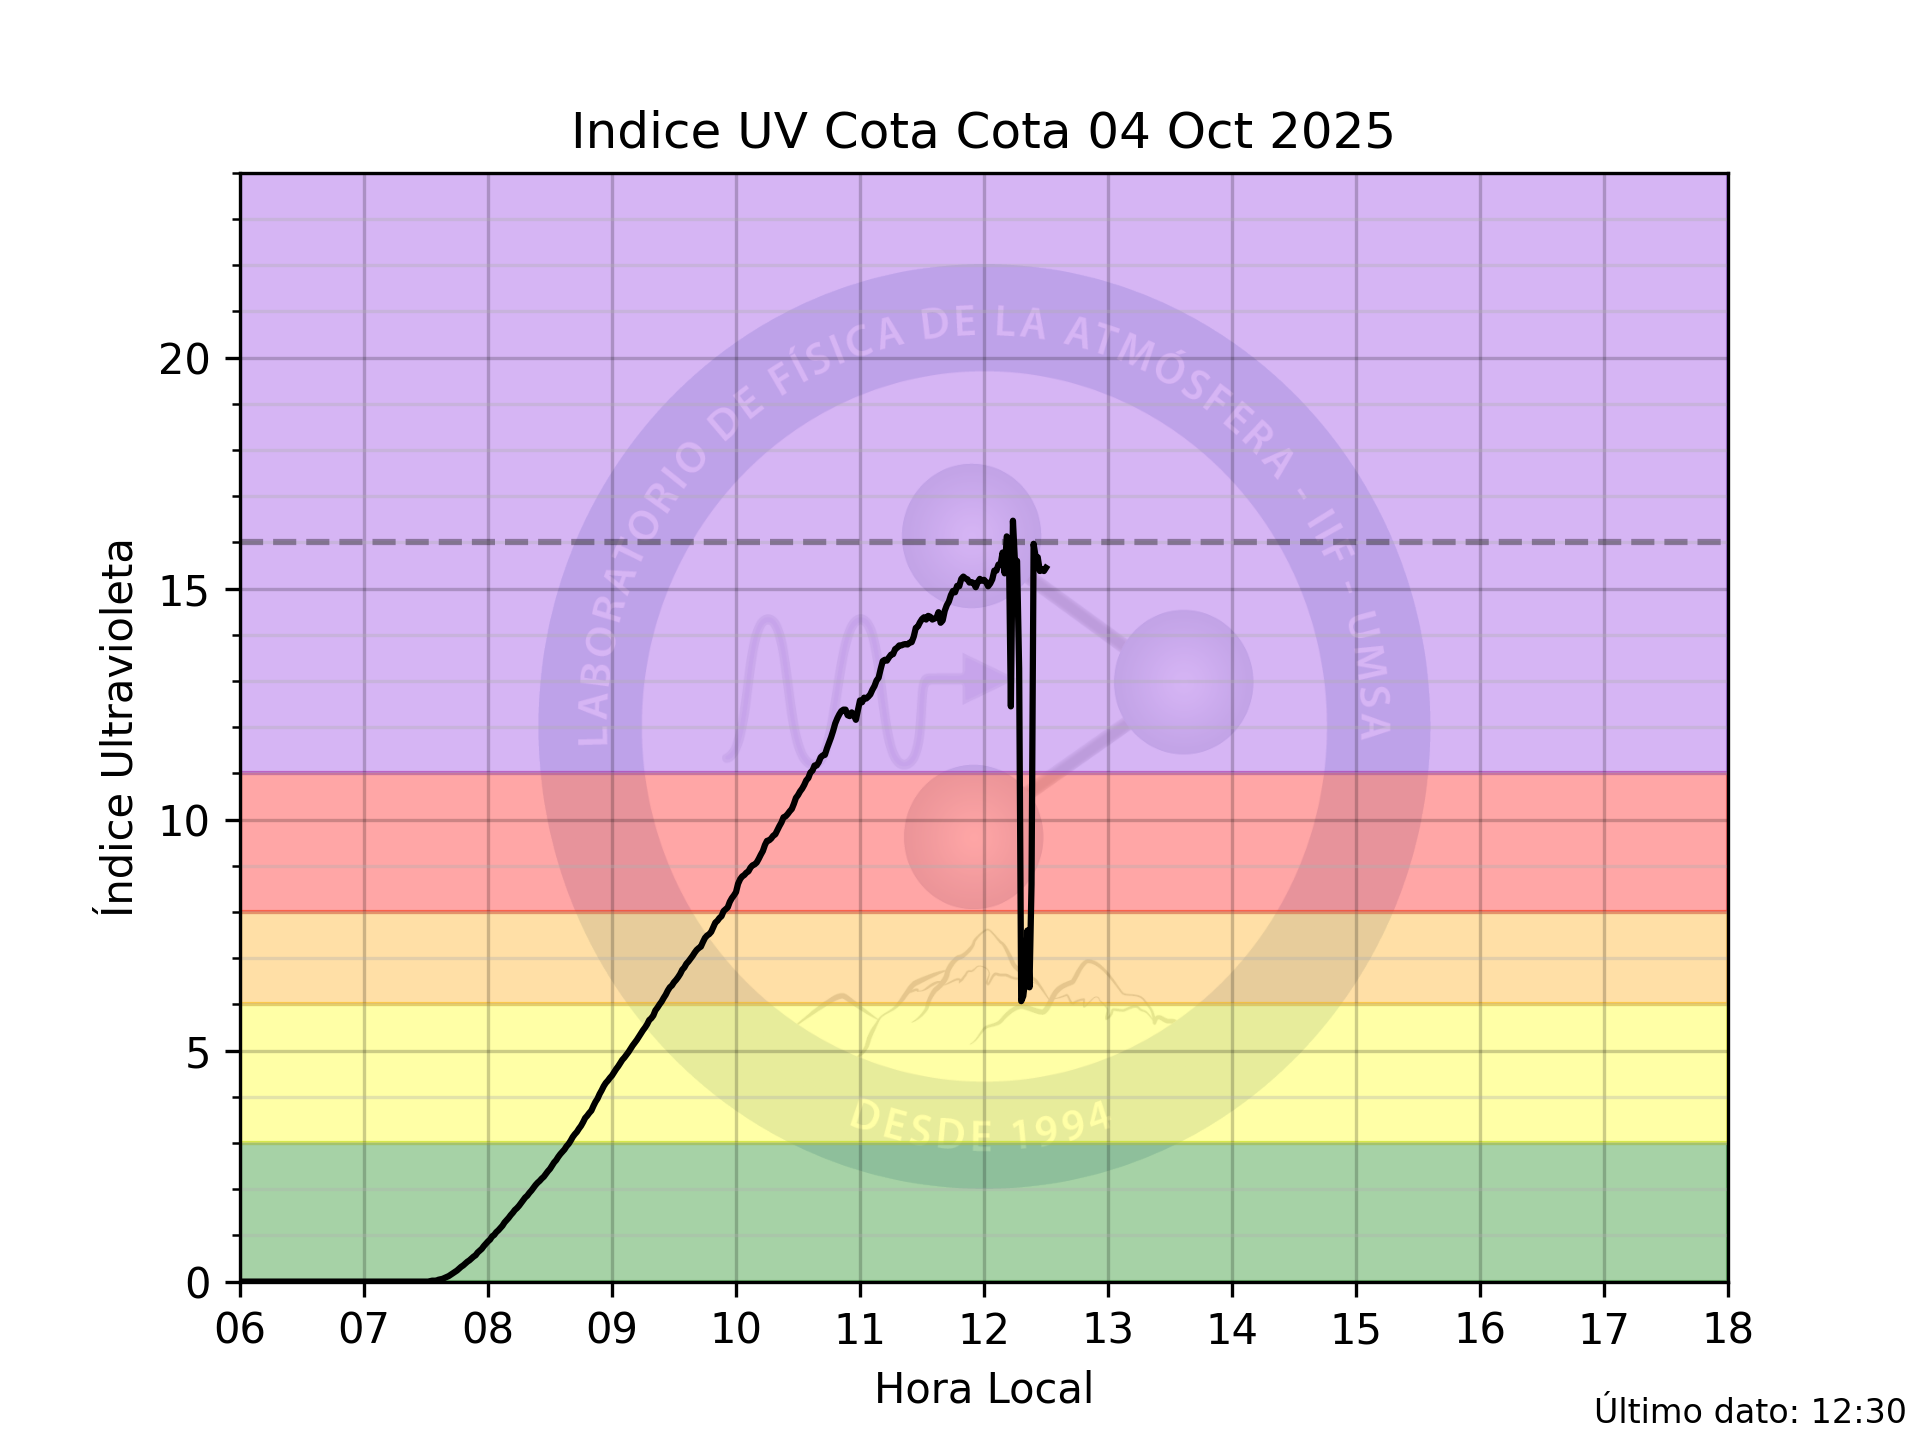 Indice UV Cota Cota 04 Oct 2025
LABORATORIO DE FÍSICA DE LA ATMÓSFERA - IIF - UMSA
DESDE 1994
Índice Ultravioleta
20
15
10
5
0
06 07 08 09 10 11 12 13 14 15 16 17 18
Hora Local
Último dato: 12:30